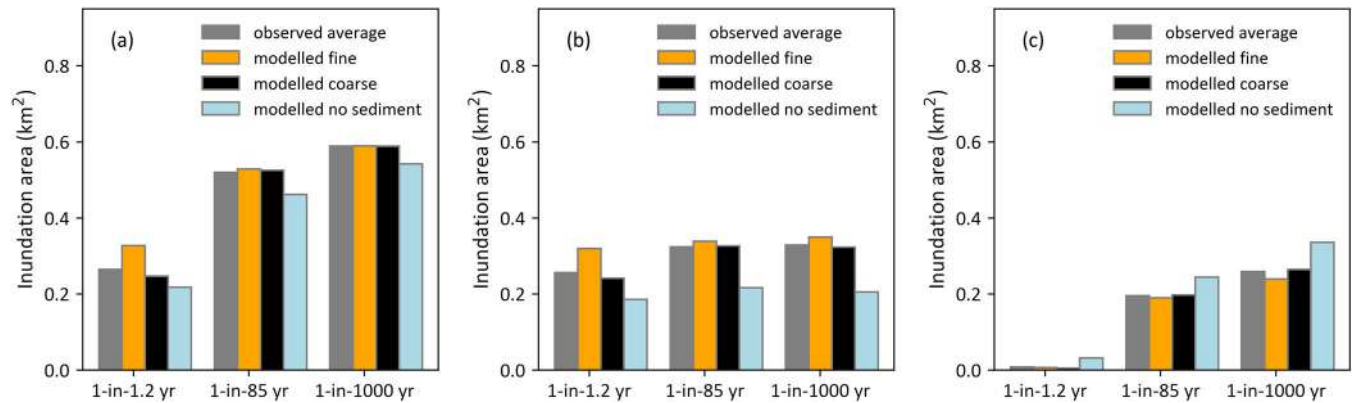 (a)
observed average
modelled fine
modelled coarse
modelled no sediment
Inundation area (km²)
0.8
0.6
0.4
0.2
0.0
1-in-1.2 yr
1-in-85 yr
1-in-1000 yr
(b)
observed average
modelled fine
modelled coarse
modelled no sediment
Inundation area (km²)
0.8
0.6
0.4
0.2
0.0
1-in-1.2 yr
1-in-85 yr
1-in-1000 yr
(c)
observed average
modelled fine
modelled coarse
modelled no sediment
Inundation area (km²)
0.8
0.6
0.4
0.2
0.0
1-in-1.2 yr
1-in-85 yr
1-in-1000 yr